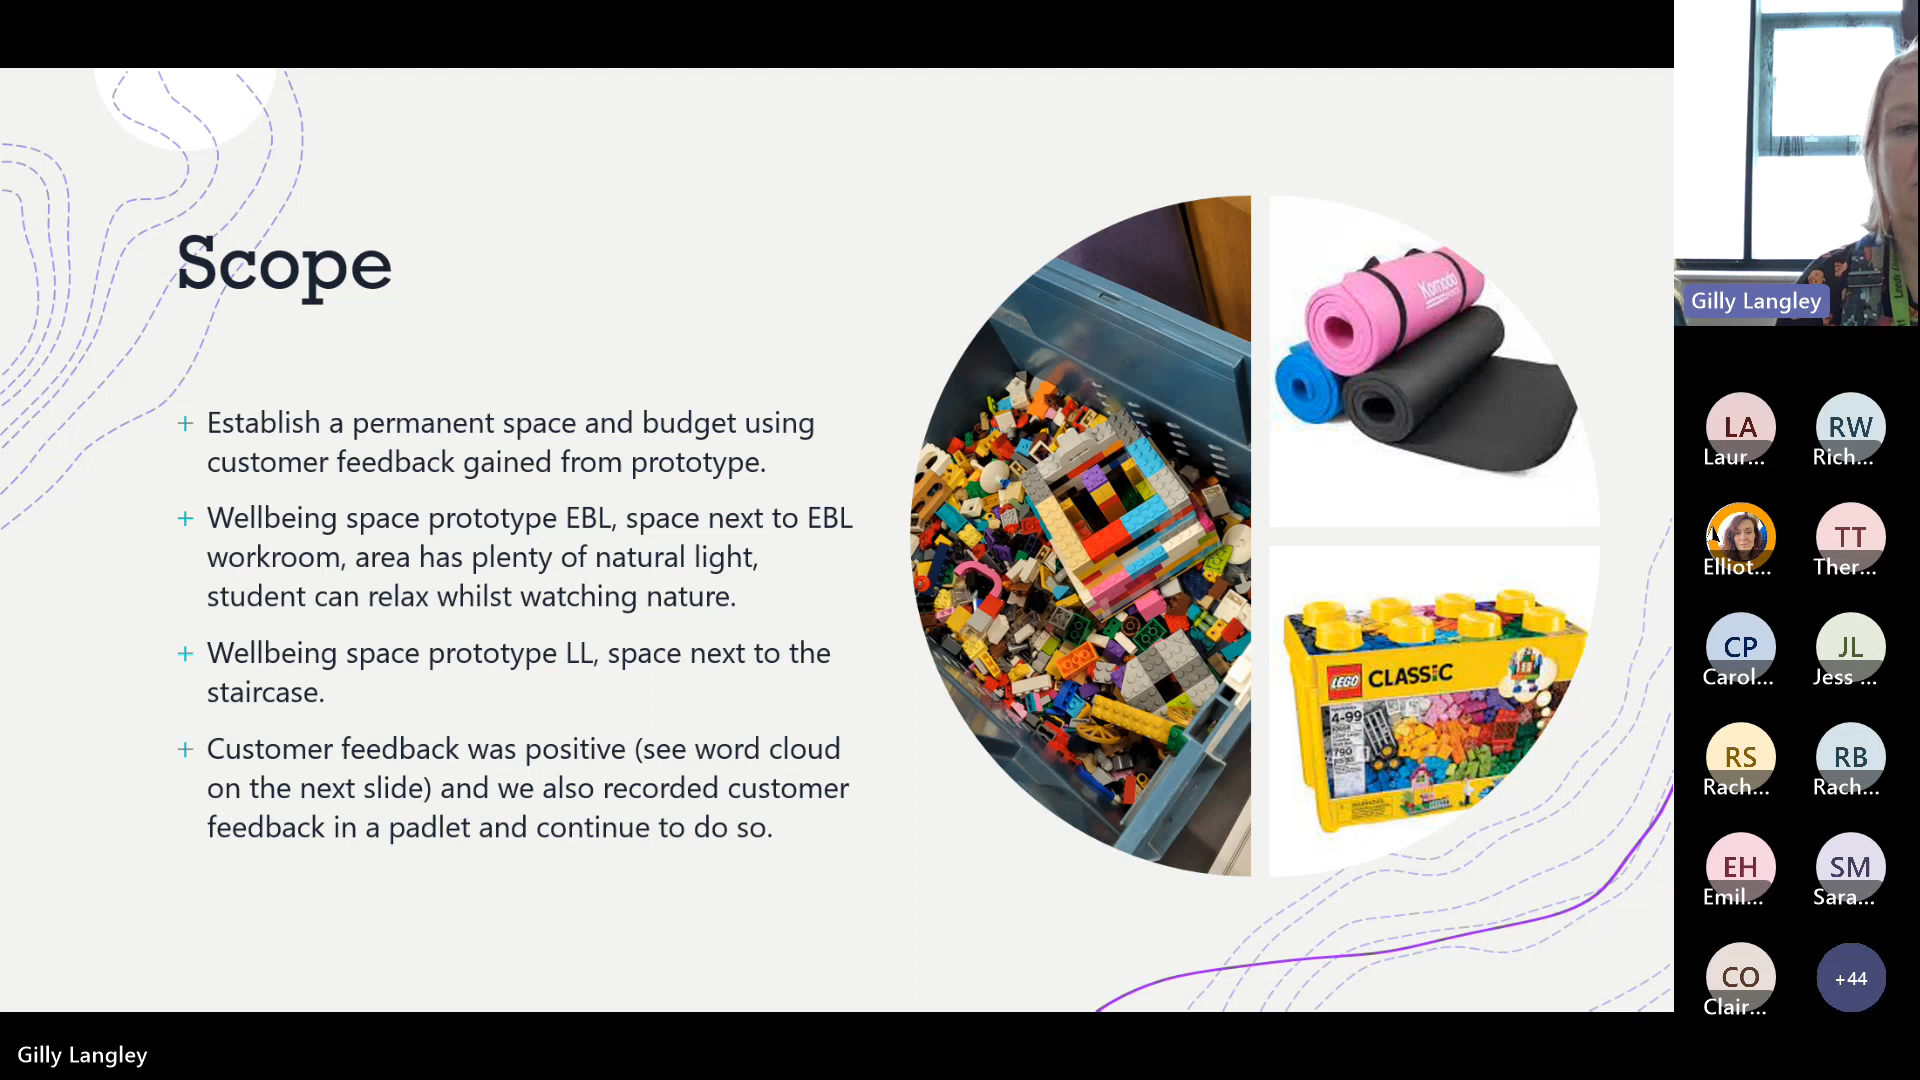 Scope
+ Establish a permanent space and budget using
customer feedback gained from prototype.
+ Wellbeing space prototype EBL, space next to EBL
workroom, area has plenty of natural light,
student can relax whilst watching nature.
+ Wellbeing space prototype LL, space next to the
staircase.
+ Customer feedback was positive (see word cloud
on the next slide) and we also recorded customer
feedback in a padlet and continue to do so.
Komodo
LEGO CLASSIC
4-99
790
Gilly Langley
LA
Laur...
RW
Rich...
Elliot...
TT
Ther...
CP
Carol...
JL
Jess ...
RS
Rach...
RB
Rach...
EH
Emil...
SM
Sara...
CO
Clair...
+44
Gilly Langley